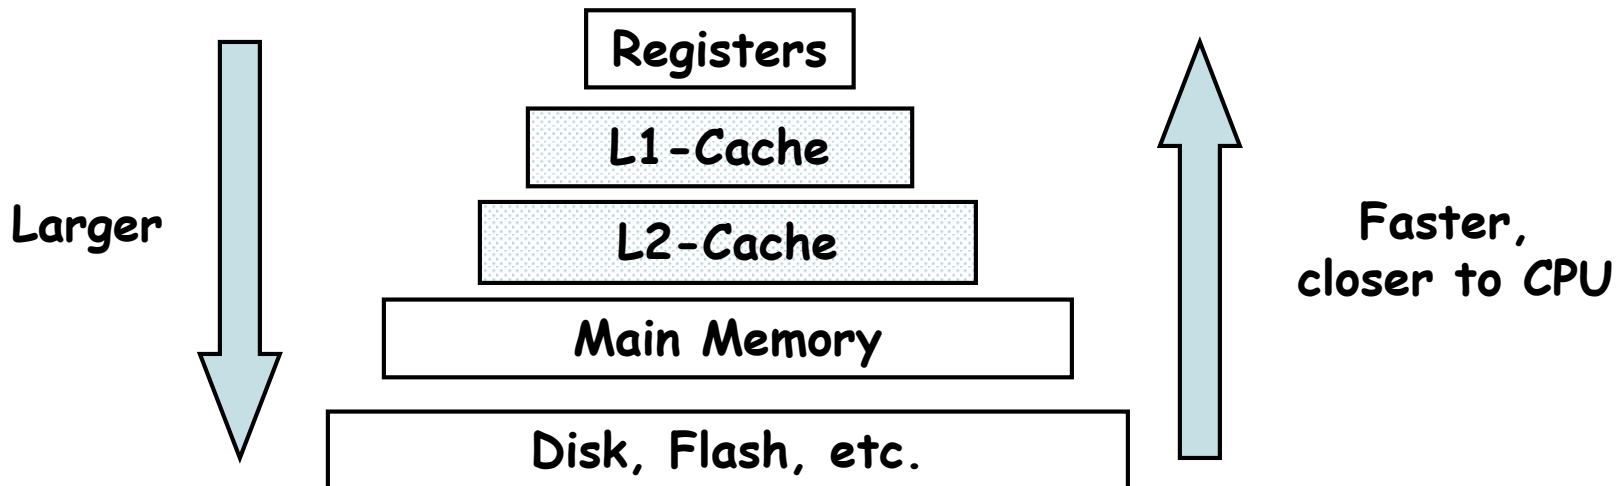 Registers
L1-Cache
L2-Cache
Larger
Faster,
closer to CPU
Main Memory
Disk, Flash, etc.